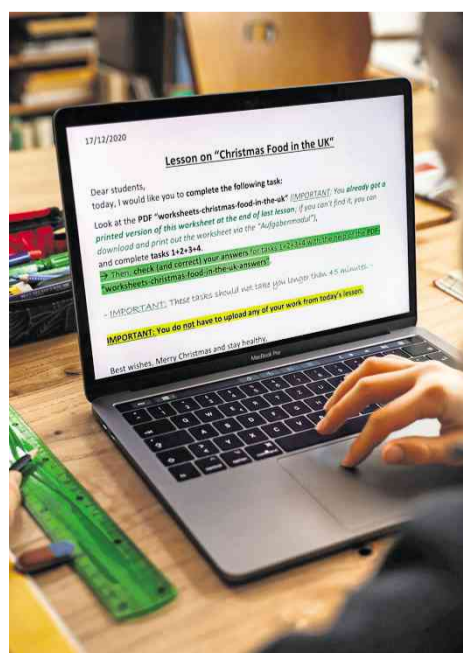 17/12/2020
Lesson on "Christmas Food in the UK"
Dear students,
today, I would like you to complete the following task:
Look at the PDF "worksheets-christmas-food-in-the-uk" (IMPORTANT: You already got a
printed version of this worksheet at the end of last lesson; if you can't find it, you can
download and print out the worksheet via the "Aufgabenmodul"),
and complete tasks 1+2+3+4.
→ Then, check (and correct) your answers for tasks 1+2+3+4 with the help of the PDF
"worksheets-christmas-food-in-the-uk-answers".
- IMPORTANT: These tasks should not take you longer than 45 minutes. -
IMPORTANT: You do not have to upload any of your work from today's lesson.
Best wishes, Merry Christmas and stay healthy,
MacBook Pro